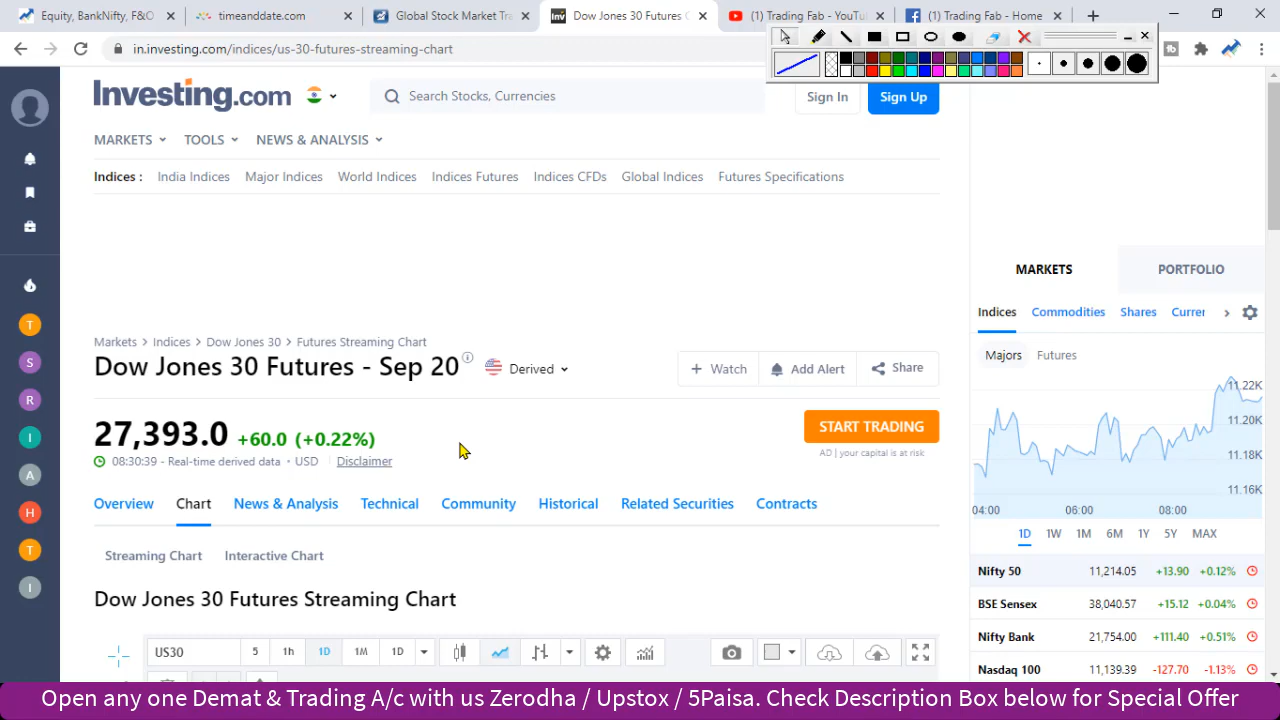 Equity, BankNifty, F&O
timeanddate.com
Global Stock Market Tra
Dow Jones 30 Futures C
(1) Trading Fab - YouTu
(1) Trading Fab - Home
in.investing.com/indices/us-30-futures-streaming-chart
Investing.com
Search Stocks, Currencies
Sign In
Sign Up
MARKETS
TOOLS
NEWS & ANALYSIS
Indices :
India Indices
Major Indices
World Indices
Indices Futures
Indices CFDs
Global Indices
Futures Specifications
MARKETS
PORTFOLIO
Indices
Commodities
Shares
Currer
Majors
Futures
Markets > Indices > Dow Jones 30 > Futures Streaming Chart
Dow Jones 30 Futures - Sep 20
Derived
+ Watch
Add Alert
Share
27,393.0 +60.0 (+0.22%)
START TRADING
AD | your capital is at risk
08:30:39 - Real-time derived data · USD
Disclaimer
11.22K
11.20K
11.18K
11.16K
04:00
06:00
08:00
Overview
Chart
News & Analysis
Technical
Community
Historical
Related Securities
Contracts
1D
1W
1M
6M
1Y
5Y
MAX
Streaming Chart
Interactive Chart
Nifty 50 11,214.05 +13.90 +0.12%
BSE Sensex 38,040.57 +15.12 +0.04%
Nifty Bank 21,754.00 +111.40 +0.51%
Nasdaq 100 11,139.39 -127.70 -1.13%
Dow Jones 30 Futures Streaming Chart
US30
5
1h
1D
1M
1D
T
S
R
I
A
H
T
I
Open any one Demat & Trading A/c with us Zerodha / Upstox / 5Paisa. Check Description Box below for Special Offer